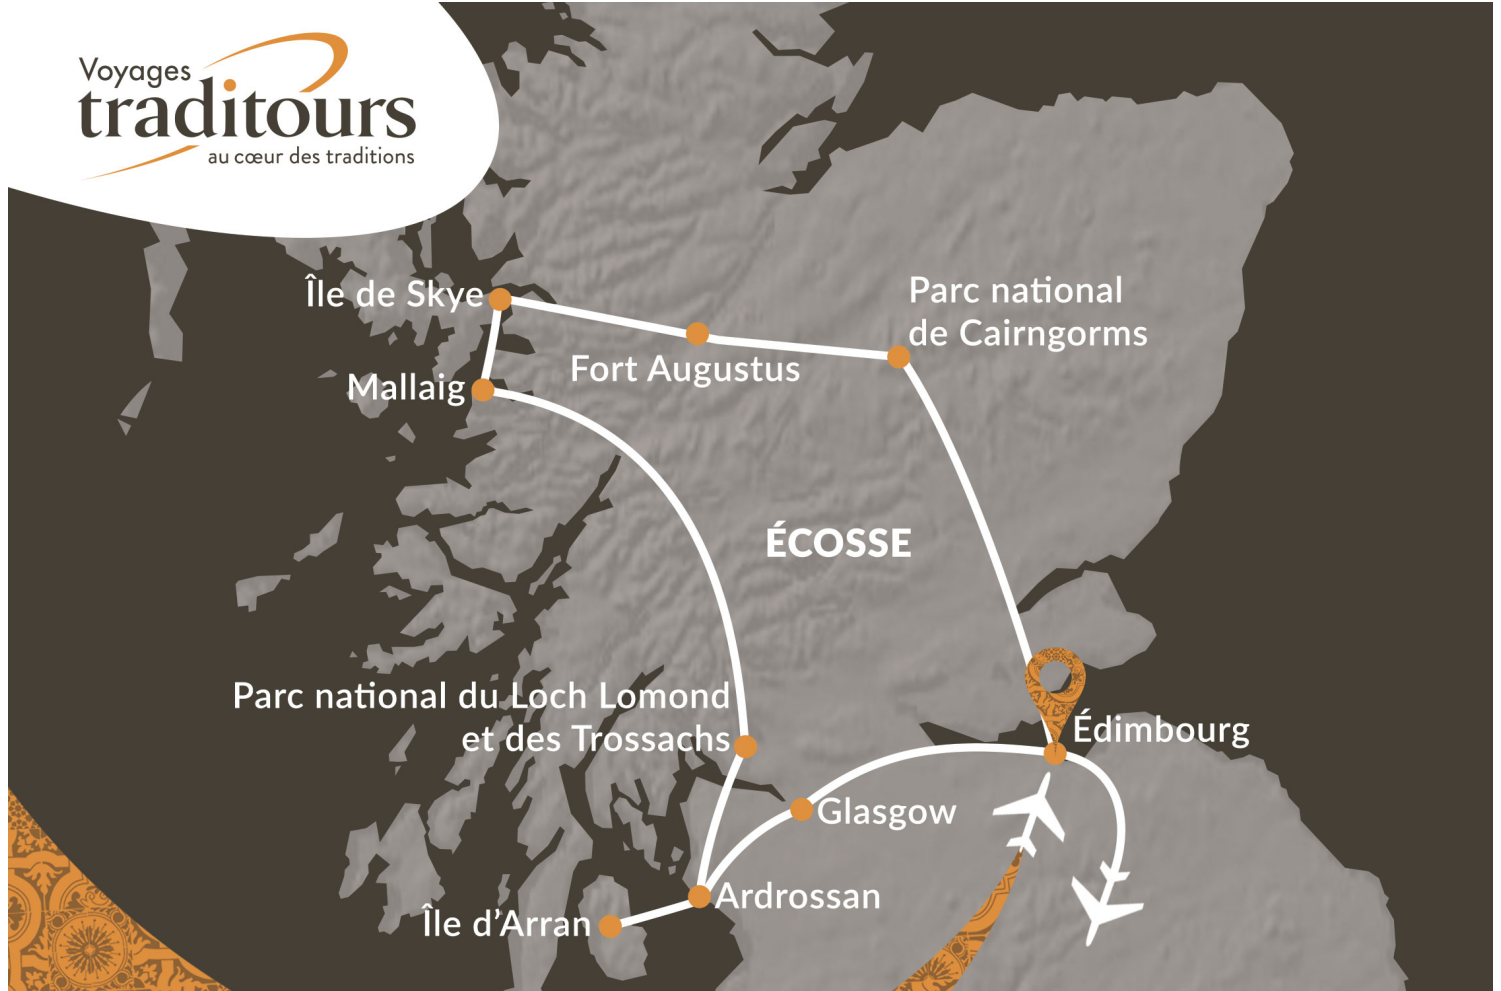 Voyages
traditours
au cœur des traditions
Île de Skye
Parc national
de Cairngorms
Fort Augustus
Mallaig
ÉCOSSE
Parc national du Loch Lomond
et des Trossachs
Édimbourg
Glasgow
Ardrossan
Île d’Arran